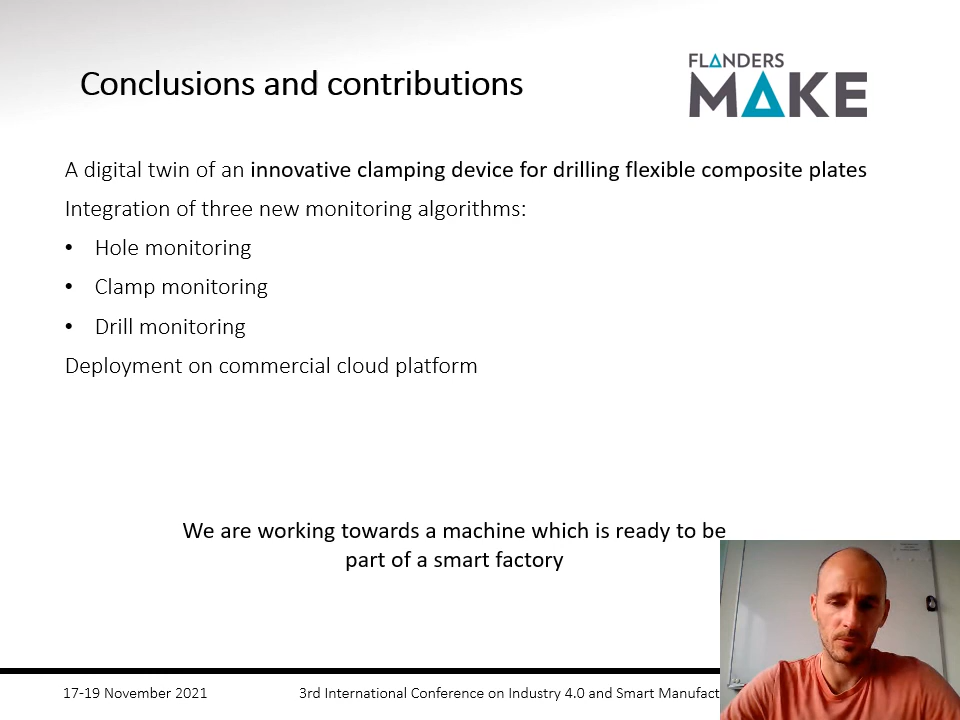 Conclusions and contributions
FLANDERS
MAKE
A digital twin of an innovative clamping device for drilling flexible composite plates
Integration of three new monitoring algorithms:
• Hole monitoring
• Clamp monitoring
• Drill monitoring
Deployment on commercial cloud platform
We are working towards a machine which is ready to be
part of a smart factory
17-19 November 2021
3rd International Conference on Industry 4.0 and Smart Manufact